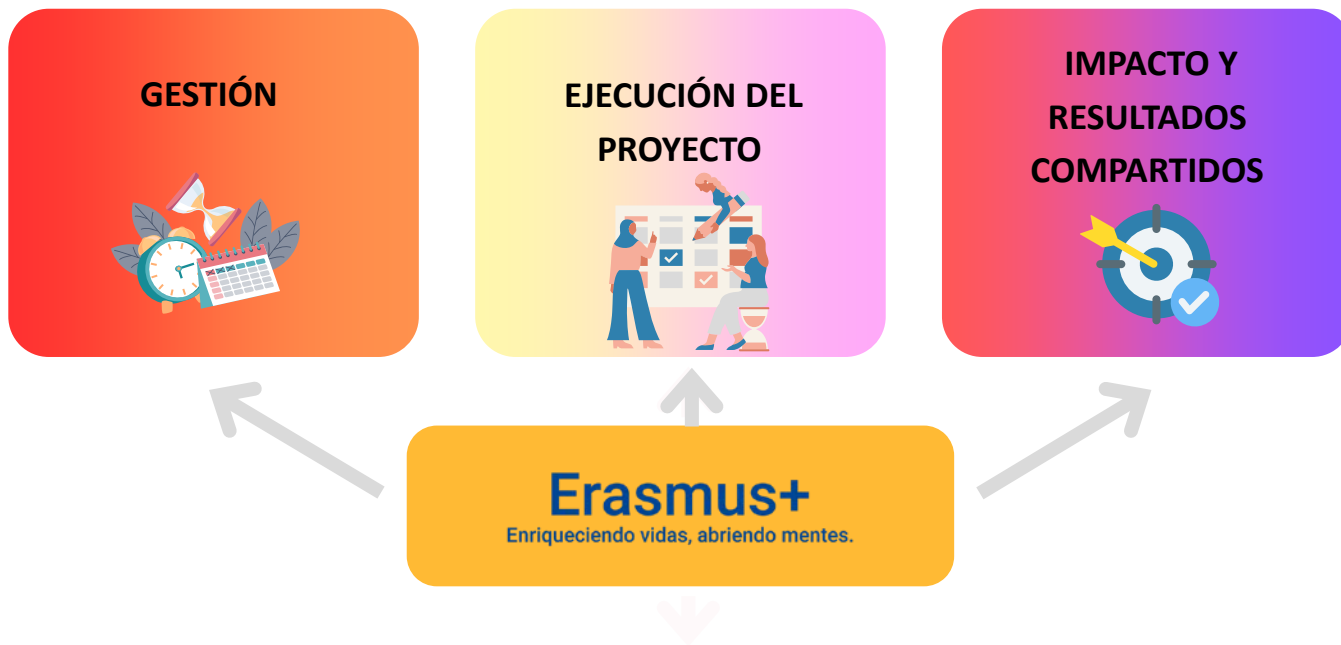 GESTIÓN
EJECUCIÓN DEL
PROYECTO
IMPACTO Y
RESULTADOS
COMPARTIDOS
Erasmus+
Enriqueciendo vidas, abriendo mentes.